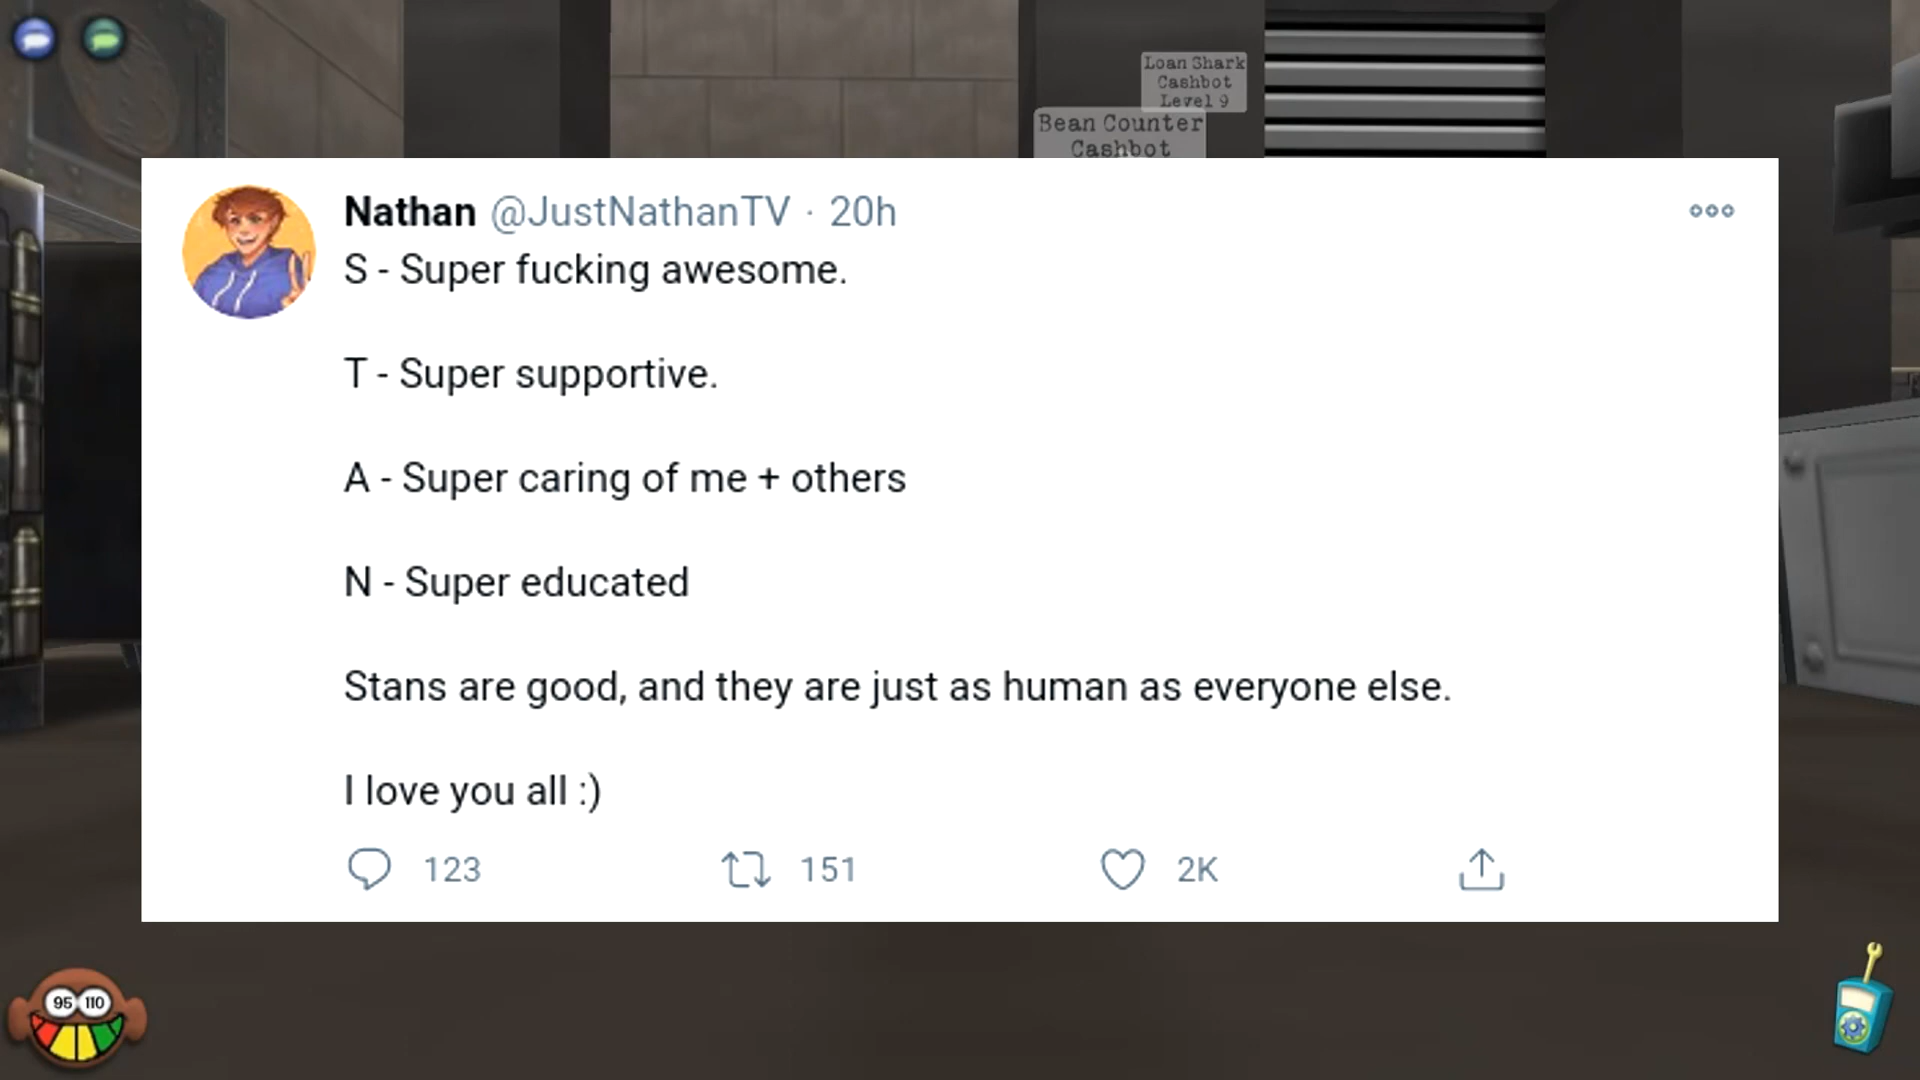 Loan Shark
Cashbot
Level 9
Bean Counter
Cashbot
Nathan @JustNathanTV · 20h
S - Super fucking awesome.
T - Super supportive.
A - Super caring of me + others
N - Super educated
Stans are good, and they are just as human as everyone else.
I love you all :)
123 151 2K
95 110